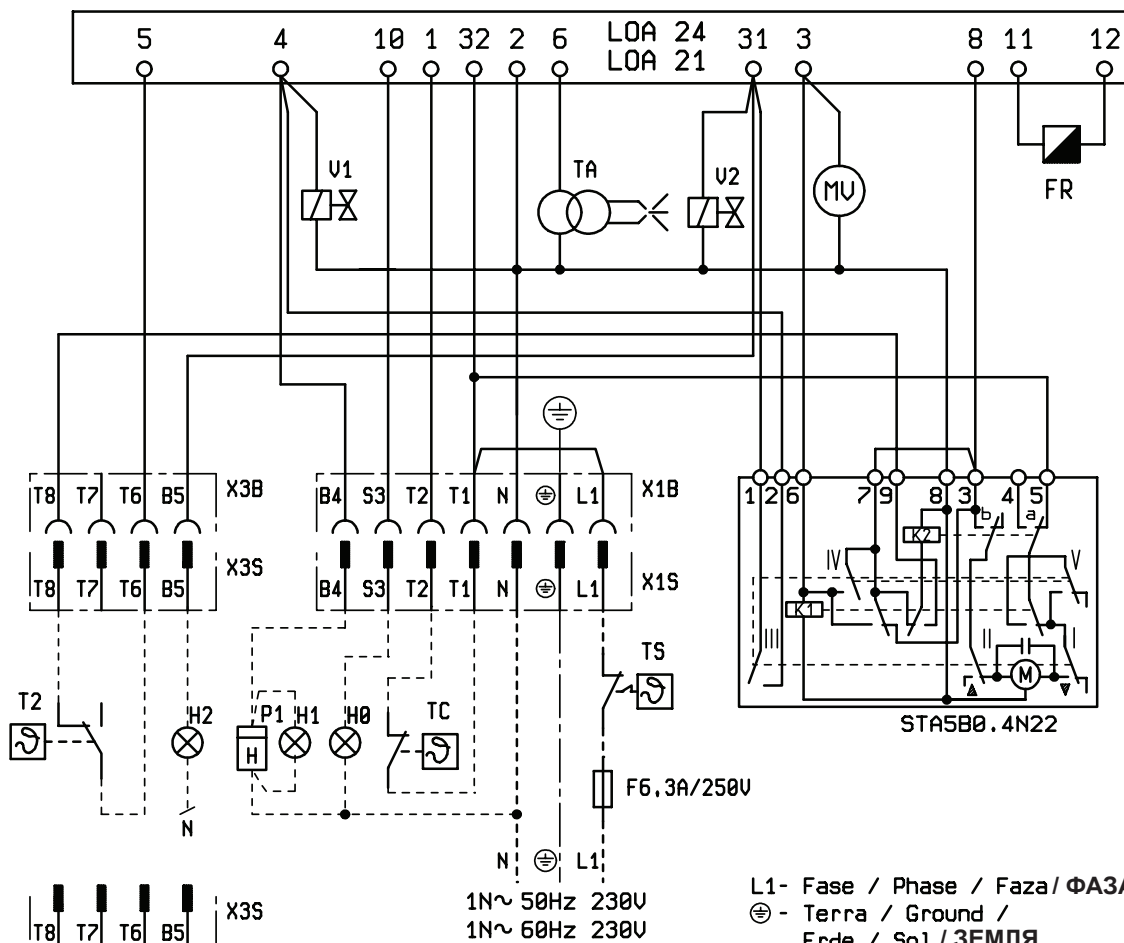 5 4 10 1 32 2 6 LOA 24 31 3 8 11 12
LOA 21
V1 TA V2 MV FR
T8 T7 T6 B5 X3B
B4 S3 T2 T1 N L1 X1B
1 2 6 7 9 8 3 4 5
b a
K2
IV V
K1
III II I
M
T8 T7 T6 B5 X3S
B4 S3 T2 T1 N L1 X1S
TS
STA5B0.4N22
T2 H2 P1 H1 H0 TC
H
F6,3A/250V
N
N L1
1N~ 50Hz 230V
1N~ 60Hz 230V
X3S
T8 T7 T6 B5
L1- Fase / Phase / Faza / ФАЗА
- Terra / Ground /
Erde / Sol / ЗЕМЛЯ